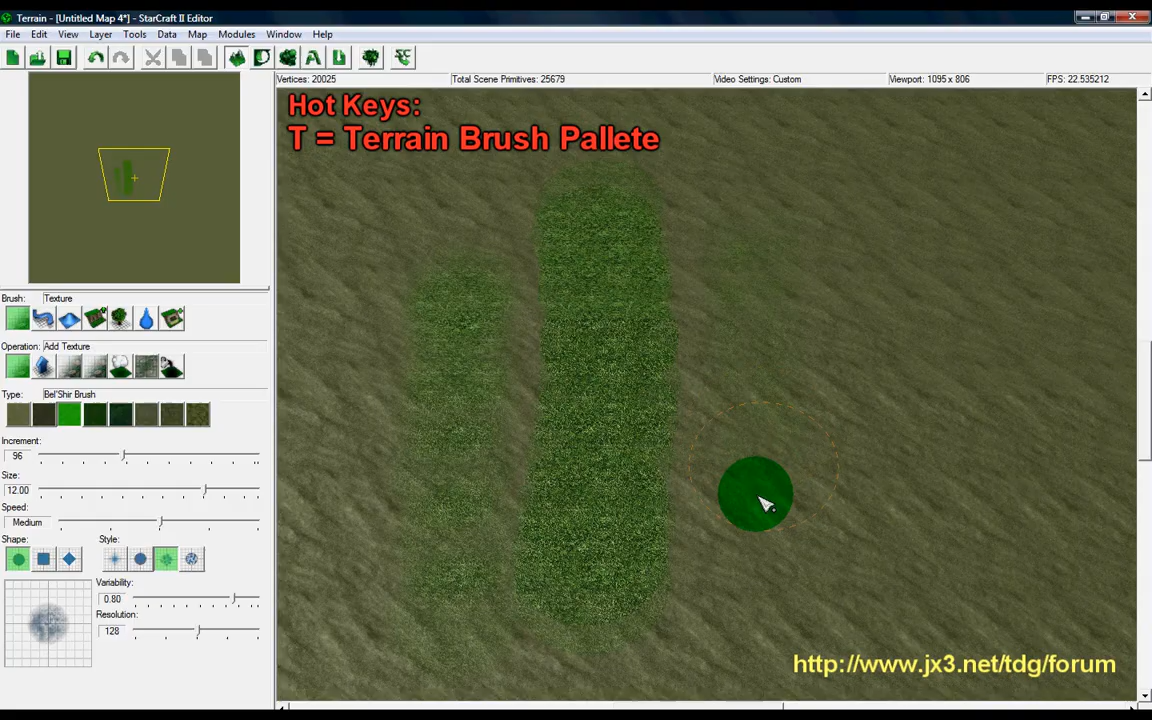 Terrain - [Untitled Map 4*] - StarCraft II Editor
File Edit View Layer Tools Data Map Modules Window Help
Vertices: 20025 Total Scene Primitives: 25679 Video Settings: Custom Viewport: 1095 x 806 FPS: 22.535212
Hot Keys:
T = Terrain Brush Pallete
Brush: Texture
Operation: Add Texture
Type: Bel'Shir Brush
Increment:
96
Size:
12.00
Speed:
Medium
Shape: Style:
Variability:
0.80
Resolution:
128
http://www.jx3.net/tdg/forum